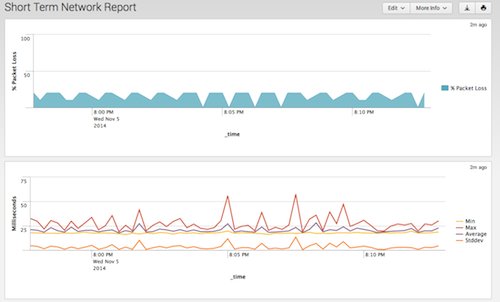 Short Term Network Report
Edit
More Info
2m ago
100
50
% Packet Loss
% Packet Loss
8:00 PM
Wed Nov 5
2014
8:05 PM
8:10 PM
_time
2m ago
75
50
25
Milliseconds
Min
Max
Average
Stddev
8:00 PM
Wed Nov 5
2014
8:05 PM
8:10 PM
_time